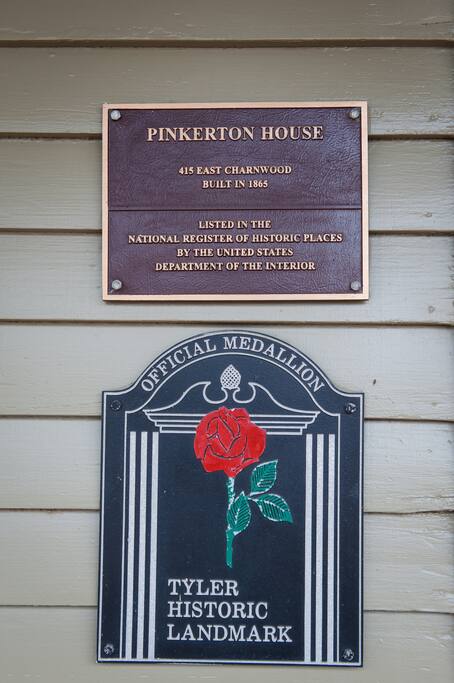 PINKERTON HOUSE
415 EAST CHARNWOOD
BUILT IN 1865
LISTED IN THE
NATIONAL REGISTER OF HISTORIC PLACES
BY THE UNITED STATES
DEPARTMENT OF THE INTERIOR
OFFICIAL MEDALLION
TYLER
HISTORIC
LANDMARK